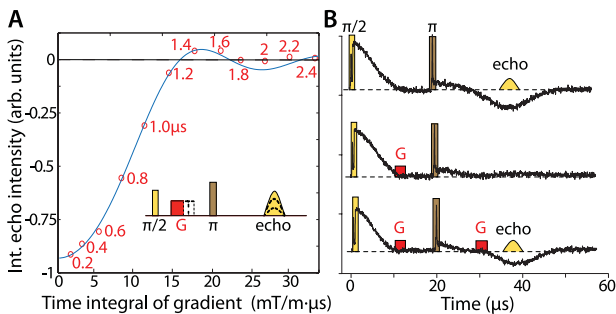 A
B
Int. echo intensity (arb. units)
0
-0.25
-0.5
-0.75
-1
1.4
1.6
2
2.2
1.8
2.4
1.2
1.0μs
0.8
0.6
0.4
0.2
π/2
G
π
echo
0
5
10
15
20
25
30
Time integral of gradient (mT/m·μs)
π/2
π
echo
G
G
G
echo
0
20
40
60
Time (μs)